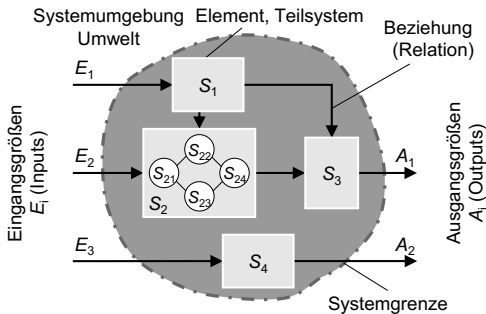 Systemumgebung
Umwelt
Element, Teilsystem
Beziehung
(Relation)
Eingangsgrößen
Ei (Inputs)
E1
E2
E3
S1
S22
S21
S24
S23
S2
S3
S4
A1
A2
Ausgangsgrößen
Ai (Outputs)
Systemgrenze